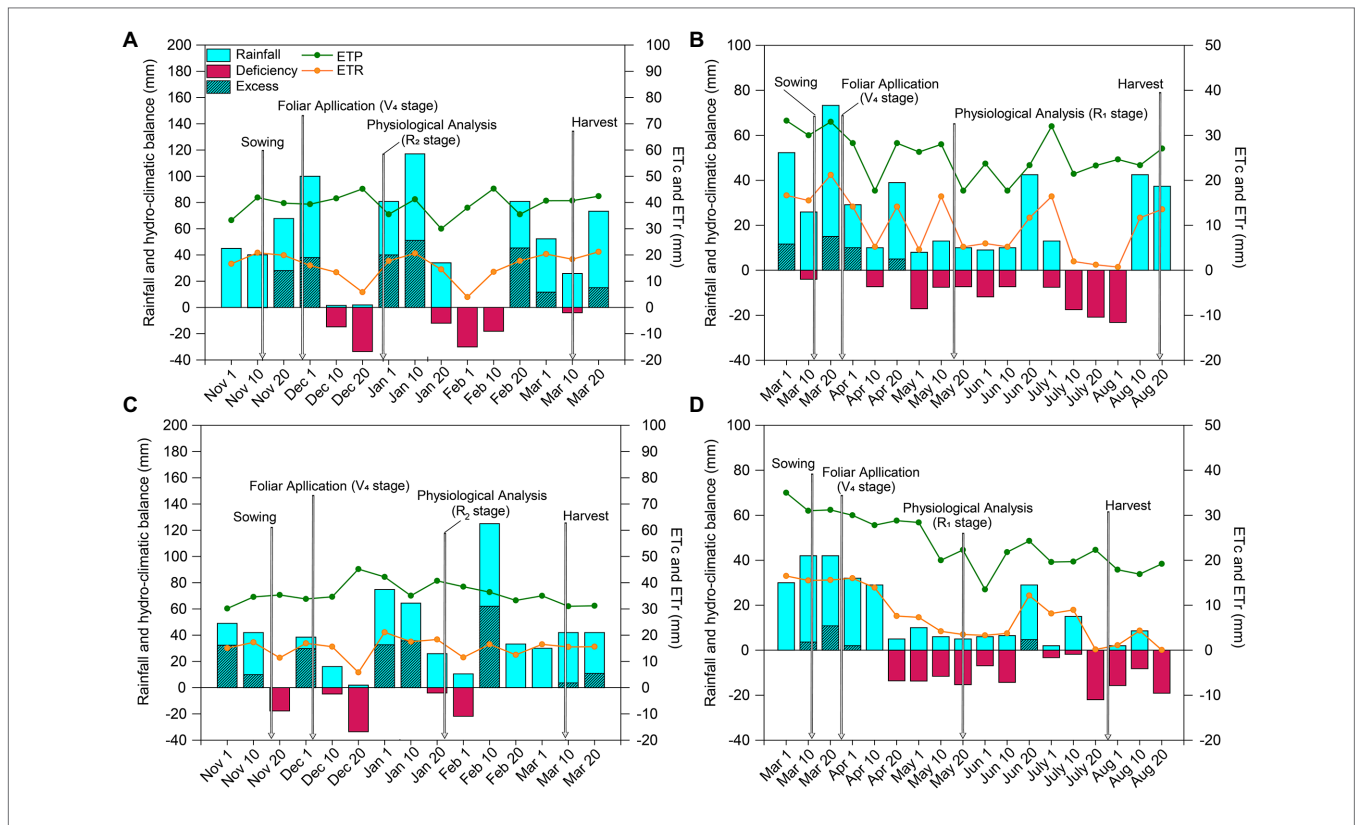 A
Rainfall
Deficiency
Excess
ETP
ETR
Rainfall and hydro-climatic balance (mm)
200
180
160
140
120
100
80
60
40
20
0
-20
-40
100
90
80
70
60
50
40
30
20
10
0
-10
-20
ETc and ETr (mm)
Sowing
Foliar Apllication (V₄ stage)
Physiological Analysis
(R₂ stage)
Harvest
Nov 1
Nov 10
Nov 20
Dec 1
Dec 10
Dec 20
Jan 1
Jan 10
Jan 20
Feb 1
Feb 10
Feb 20
Mar 1
Mar 10
Mar 20
B
Rainfall and hydro-climatic balance (mm)
100
80
60
40
20
0
-20
-40
50
40
30
20
10
0
-10
-20
ETc and ETr (mm)
Sowing
Foliar Apllication
(V₄ stage)
Physiological Analysis (R₁ stage)
Harvest
Mar 1
Mar 10
Mar 20
Apr 1
Apr 10
Apr 20
May 1
May 10
May 20
Jun 1
Jun 10
Jun 20
July 1
July 10
July 20
Aug 1
Aug 10
Aug 20
C
Rainfall and hydro-climatic balance (mm)
200
180
160
140
120
100
80
60
40
20
0
-20
-40
100
90
80
70
60
50
40
30
20
10
0
-10
-20
ETc and ETr (mm)
Sowing
Foliar Apllication (V₄ stage)
Physiological Analysis
(R₂ stage)
Harvest
Nov 1
Nov 10
Nov 20
Dec 1
Dec 10
Dec 20
Jan 1
Jan 10
Jan 20
Feb 1
Feb 10
Feb 20
Mar 1
Mar 10
Mar 20
D
Rainfall and hydro-climatic balance (mm)
100
80
60
40
20
0
-20
-40
50
40
30
20
10
0
-10
-20
ETc and ETr (mm)
Sowing
Foliar Apllication
(V₄ stage)
Physiological Analysis
(R₁ stage)
Harvest
Mar 1
Mar 10
Mar 20
Apr 1
Apr 10
Apr 20
May 1
May 10
May 20
Jun 1
Jun 10
Jun 20
July 1
July 10
July 20
Aug 1
Aug 10
Aug 20